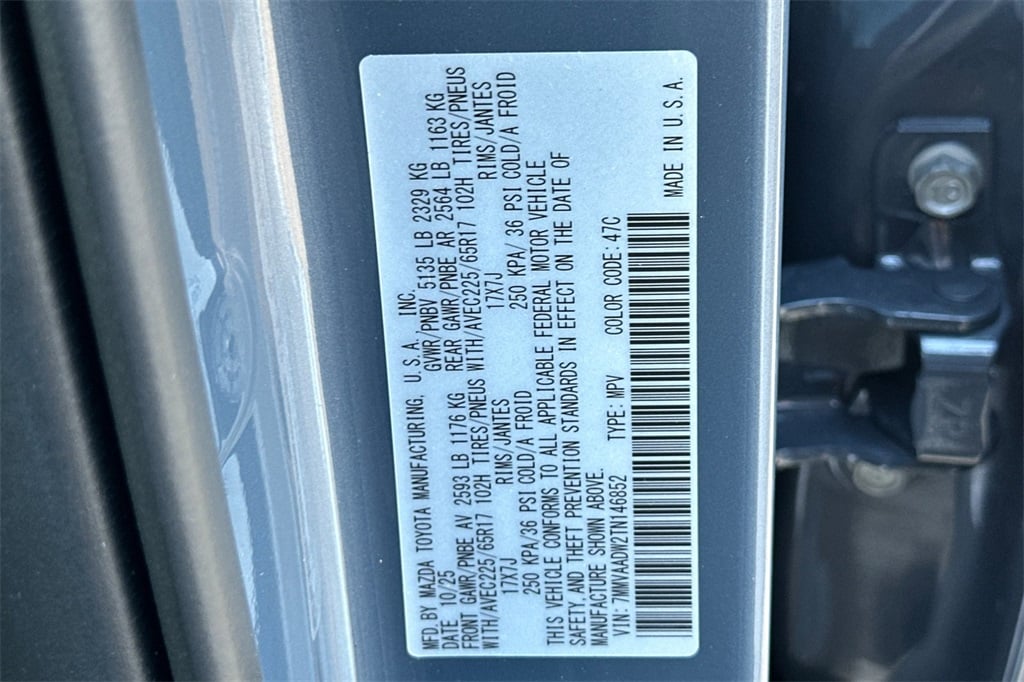 MFD.BY MAZDA TOYOTA MANUFACTURING, U.S.A., INC.
DATE 10/25 GVWR/PNBV 5135 LB 2329 KG
FRONT GAWR/PNBE AV 2593 LB 1176 KG REAR GAWR/PNBE AR 2564 LB 1163 KG
WITH/AVEC225/65R17 102H TIRES/PNEUS WITH/AVEC225/65R17 102H TIRES/PNEUS
17X7J RIMS/JANTES 17X7J RIMS/JANTES
250 KPA/36 PSI COLD/A FROID 250 KPA/ 36 PSI COLD/A FROID
THIS VEHICLE CONFORMS TO ALL APPLICABLE FEDERAL MOTOR VEHICLE
SAFETY AND THEFT PREVENTION STANDARDS IN EFFECT ON THE DATE OF
MANUFACTURE SHOWN ABOVE.
VIN: 7MMVAADW2TN146852 TYPE: MPV COLOR CODE: 47C
MADE IN U.S.A.